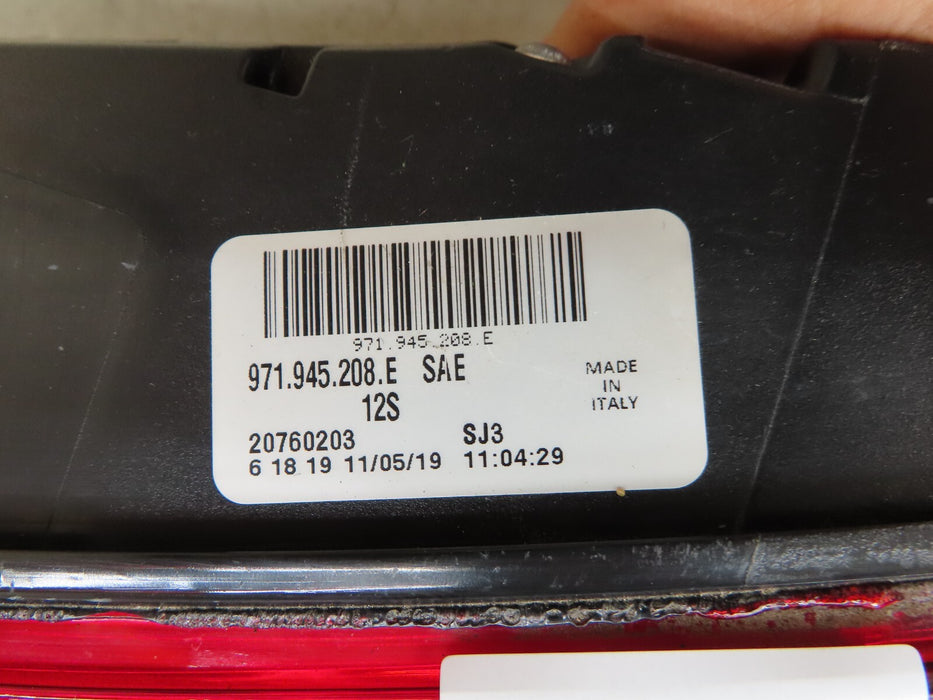 971.945.208.E
971.945.208.E SAE
12S
MADE
IN
ITALY
20760203 SJ3
6 18 19 11/05/19 11:04:29